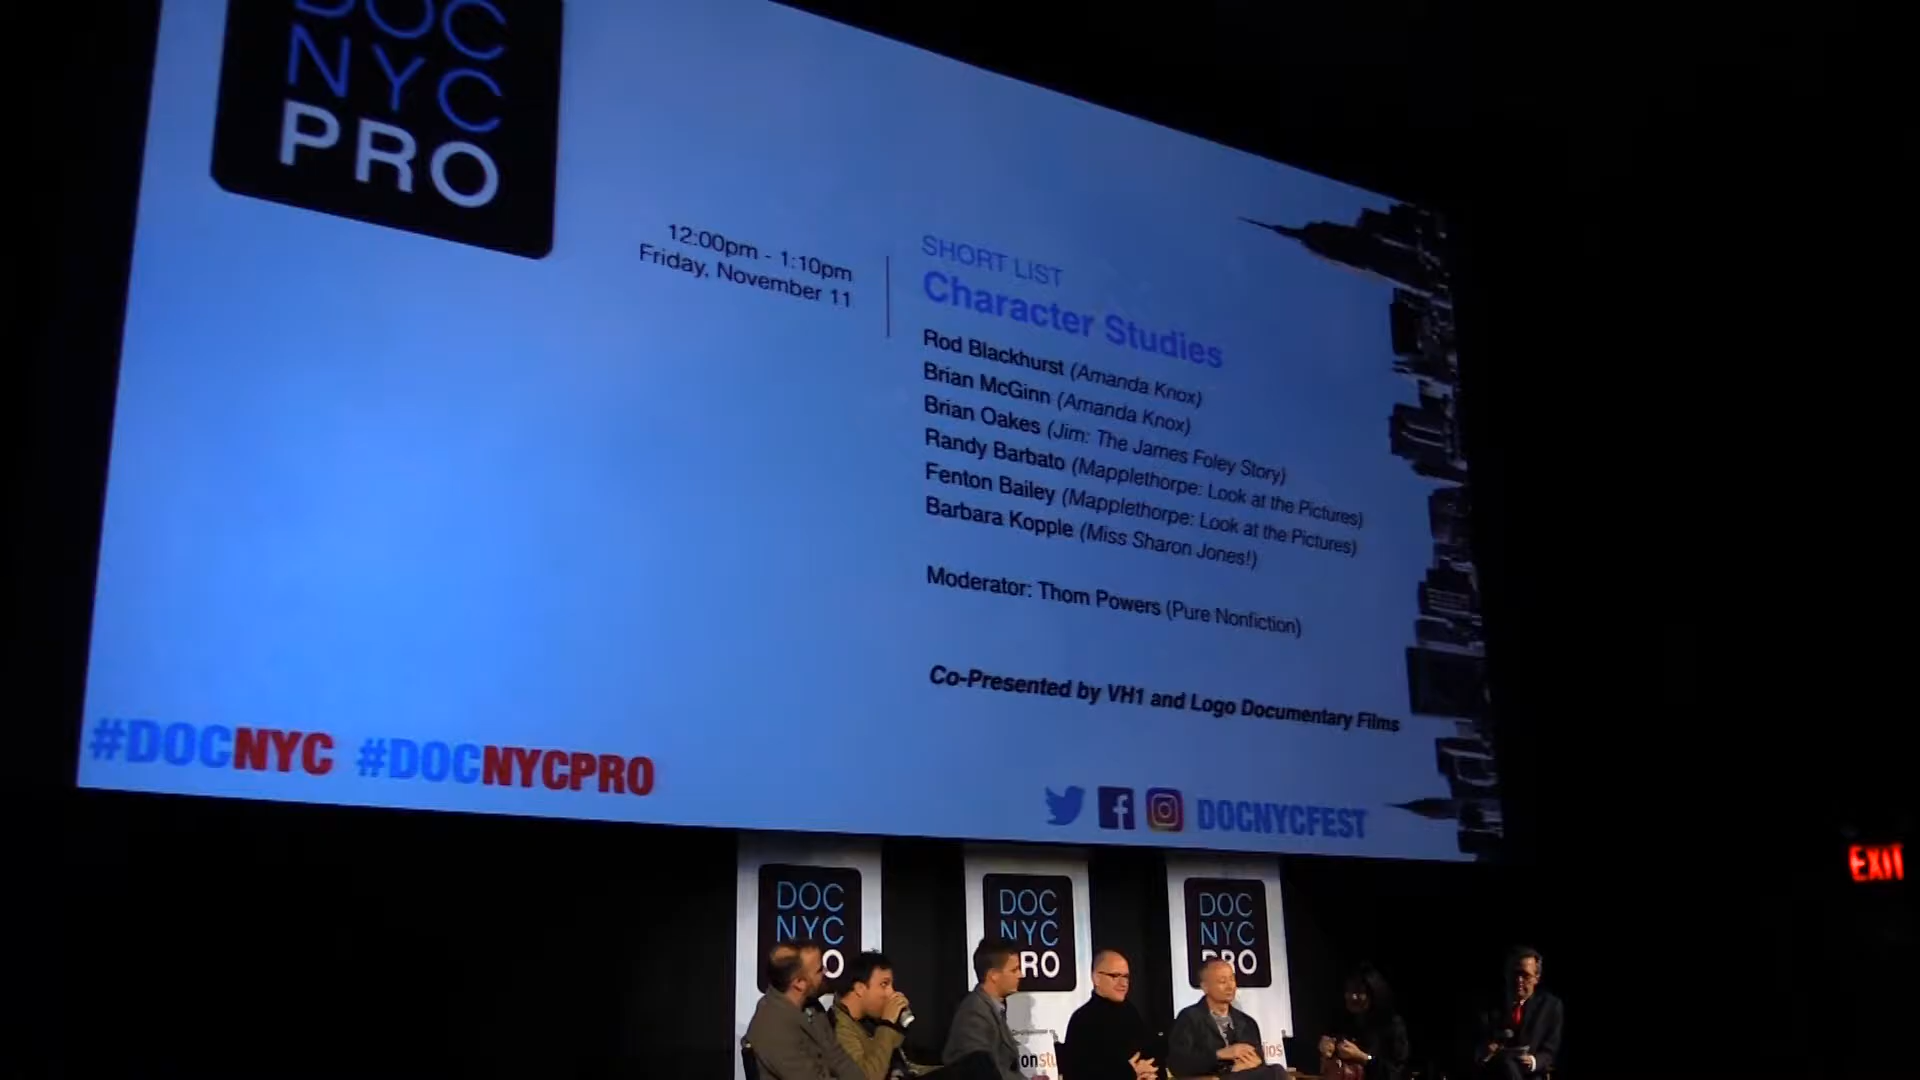 DOC
NYC
PRO
12:00pm - 1:10pm
Friday, November 11
SHORT LIST
Character Studies
Rod Blackhurst (Amanda Knox)
Brian McGinn (Amanda Knox)
Brian Oakes (Jim: The James Foley Story)
Randy Barbato (Mapplethorpe: Look at the Pictures)
Fenton Bailey (Mapplethorpe: Look at the Pictures)
Barbara Kopple (Miss Sharon Jones!)
Moderator: Thom Powers (Pure Nonfiction)
Co-Presented by VH1 and Logo Documentary Films
#DOCNYC #DOCNYCPRO
DOCNYCFEST
EXIT
DOC
NYC
RO
DOC
NYC
RO
DOC
NYC
PRO